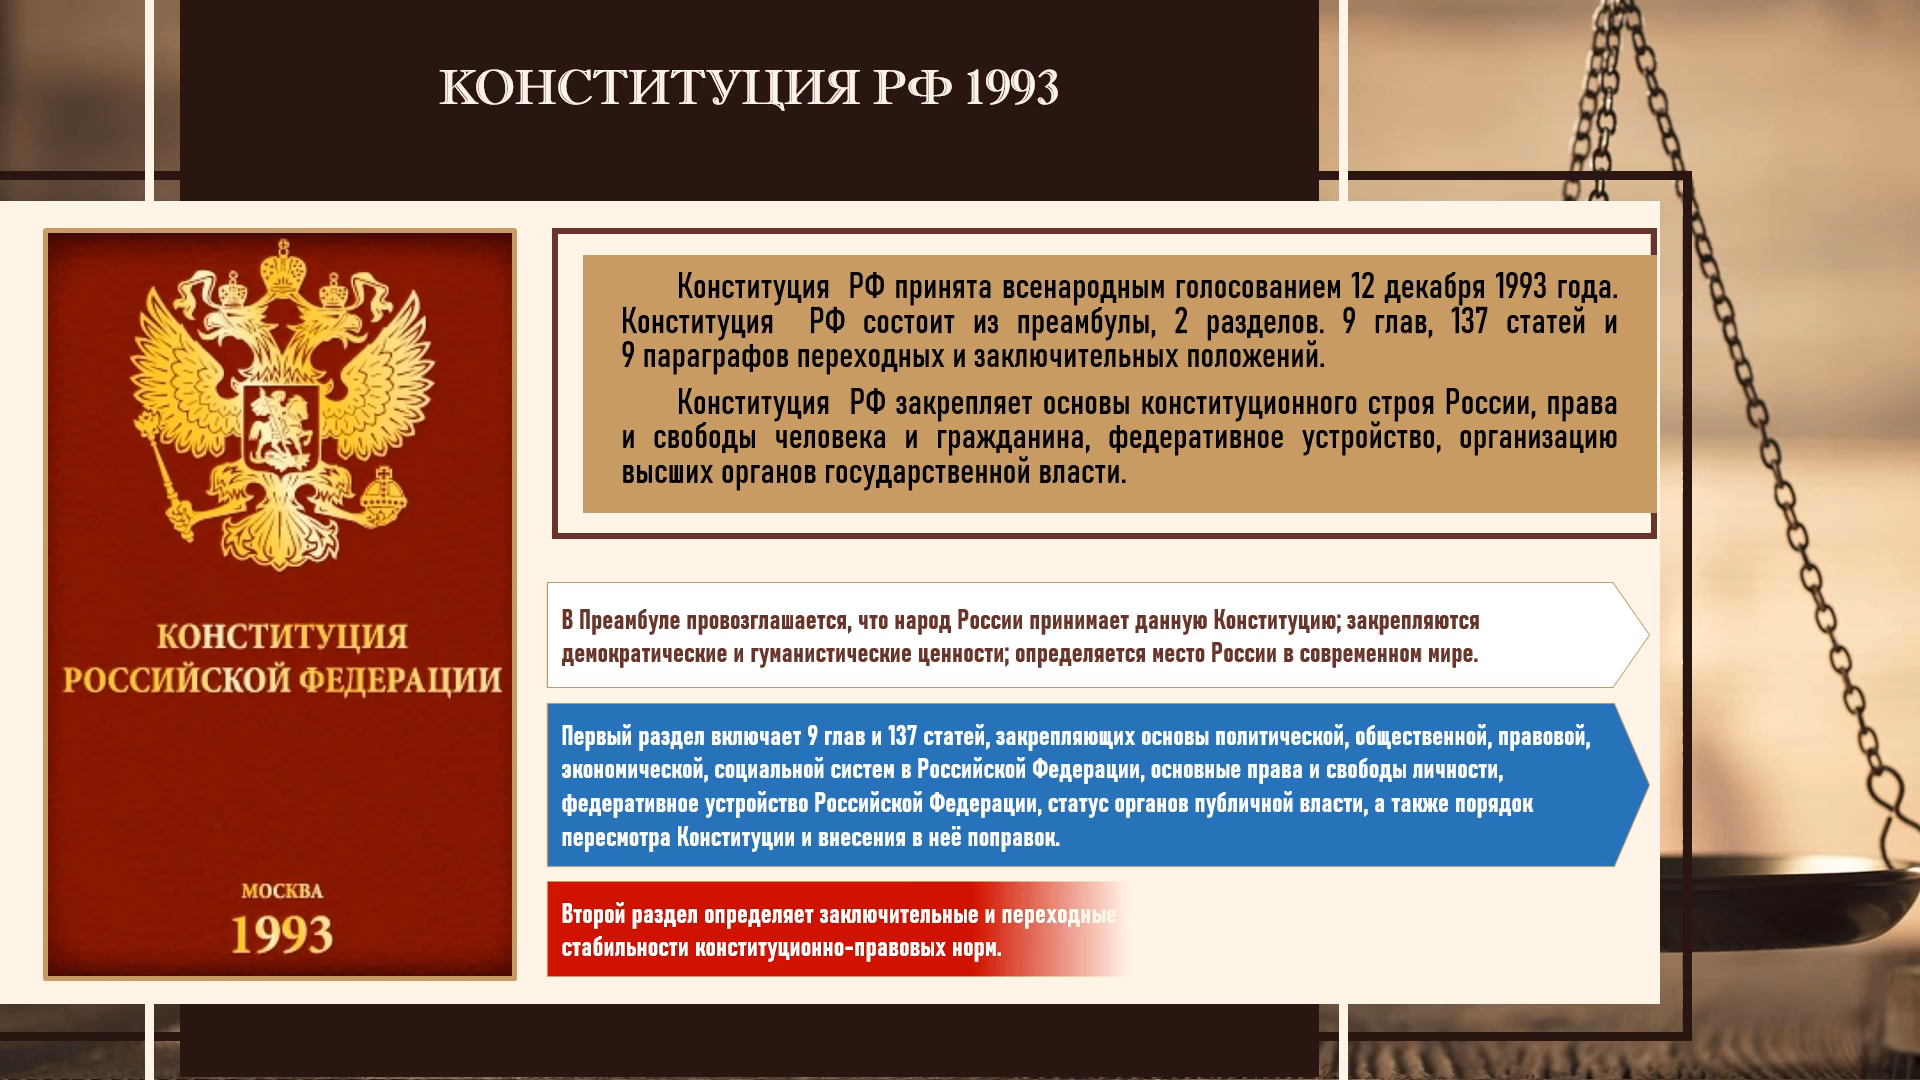 КОНСТИТУЦИЯ РФ 1993
КОНСТИТУЦИЯ
РОССИЙСКОЙ ФЕДЕРАЦИИ
МОСКВА
1993
Конституция РФ принята всенародным голосованием 12 декабря 1993 года.
Конституция РФ состоит из преамбулы, 2 разделов. 9 глав, 137 статей и
9 параграфов переходных и заключительных положений.
Конституция РФ закрепляет основы конституционного строя России, права
и свободы человека и гражданина, федеративное устройство, организацию
высших органов государственной власти.
В Преамбуле провозглашается, что народ России принимает данную Конституцию; закрепляются
демократические и гуманистические ценности; определяется место России в современном мире.
Первый раздел включает 9 глав и 137 статей, закрепляющих основы политической, общественной, правовой,
экономической, социальной систем в Российской Федерации, основные права и свободы личности,
федеративное устройство Российской Федерации, статус органов публичной власти, а также порядок
пересмотра Конституции и внесения в неё поправок.
Второй раздел определяет заключительные и переходные
стабильности конституционно-правовых норм.